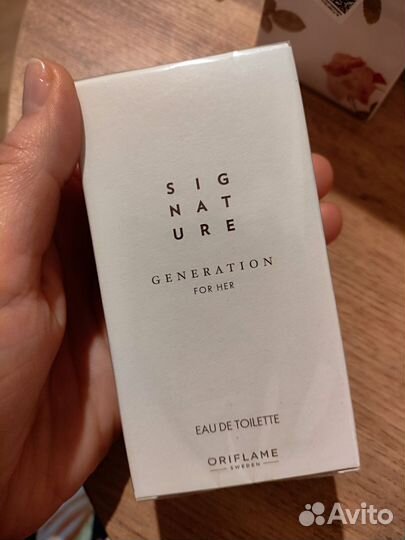 SIG
NAT
URE
GENERATION
FOR HER
EAU DE TOILETTE
ORIFLAME
SWEDEN
Avito